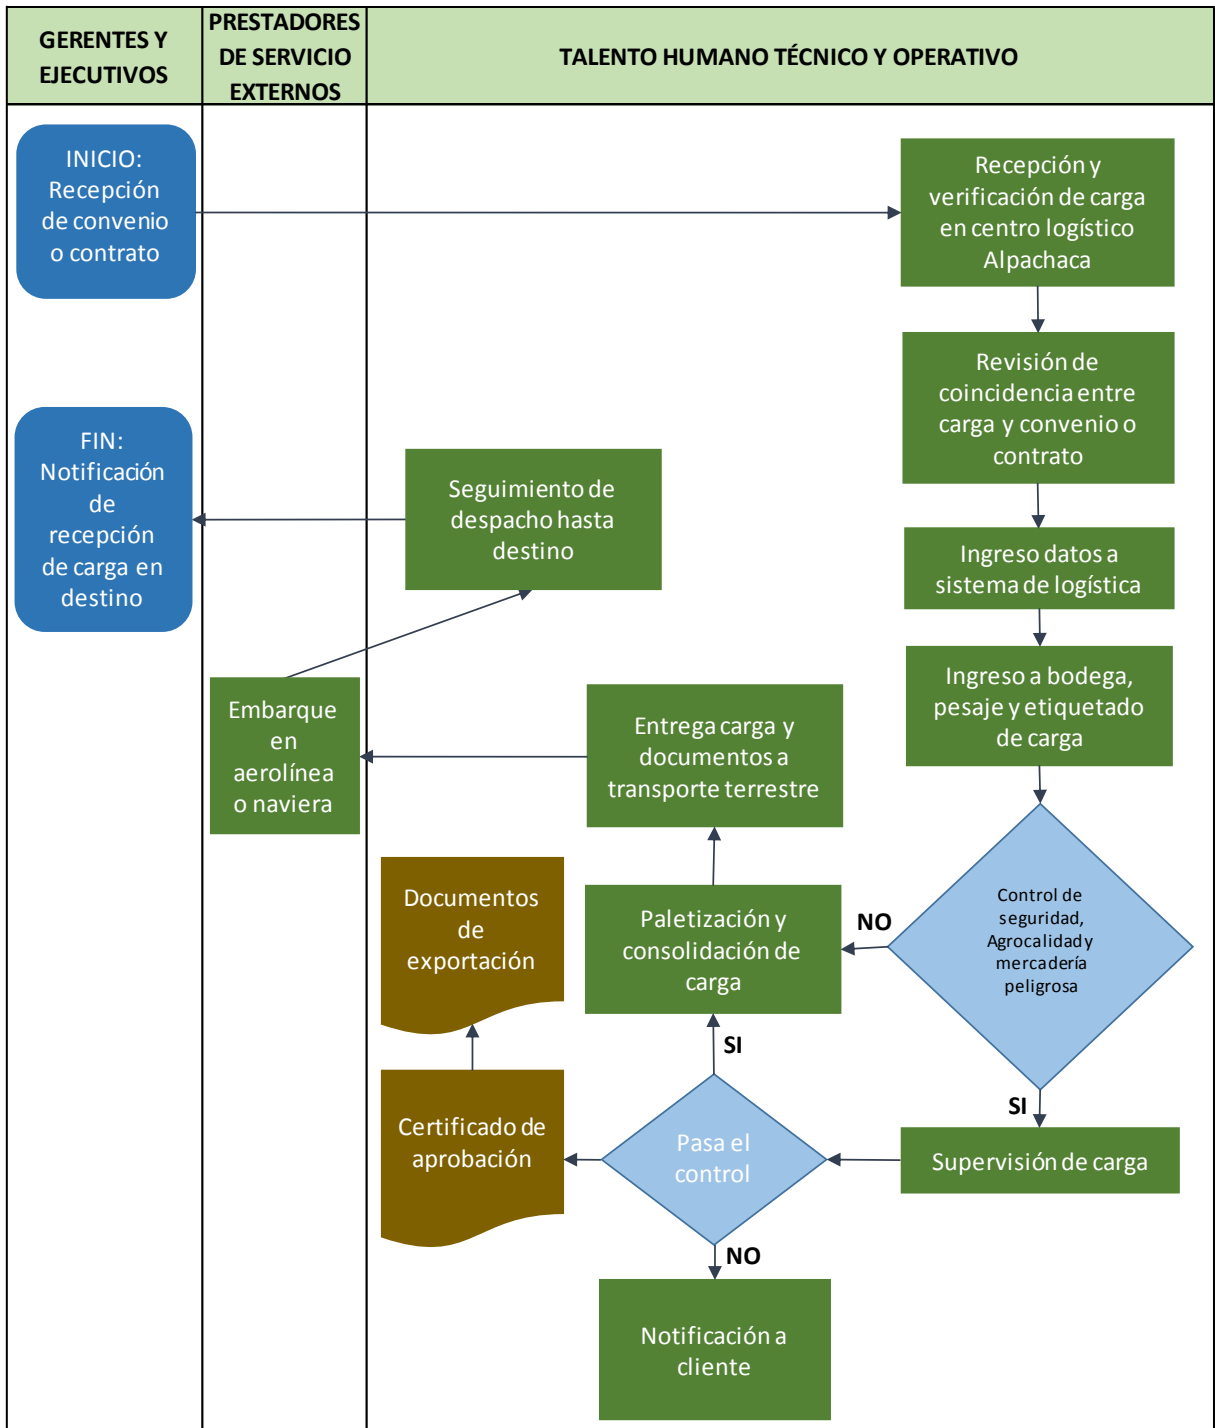 GERENTES Y
EJECUTIVOS
PRESTADORES
DE SERVICIO
EXTERNOS
TALENTO HUMANO TÉCNICO Y OPERATIVO
INICIO:
Recepción
de convenio
o contrato
Recepción y
verificación de carga
en centro logístico
Alpachaca
Revisión de
coincidencia entre
carga y convenio o
contrato
FIN:
Notificación
de
recepción
de carga en
destino
Seguimiento de
despacho hasta
destino
Ingreso datos a
sistema de logística
Ingreso a bodega,
pesaje y etiquetado
de carga
Embarque
en
aerolínea
o naviera
Entrega carga y
documentos a
transporte terrestre
Documentos
de
exportación
Paletización y
consolidación de
carga
NO
Control de
seguridad,
Agrocalidad y
mercadería
peligrosa
SI
SI
Certificado de
aprobación
Pasa el
control
Supervisión de carga
NO
Notificación a
cliente